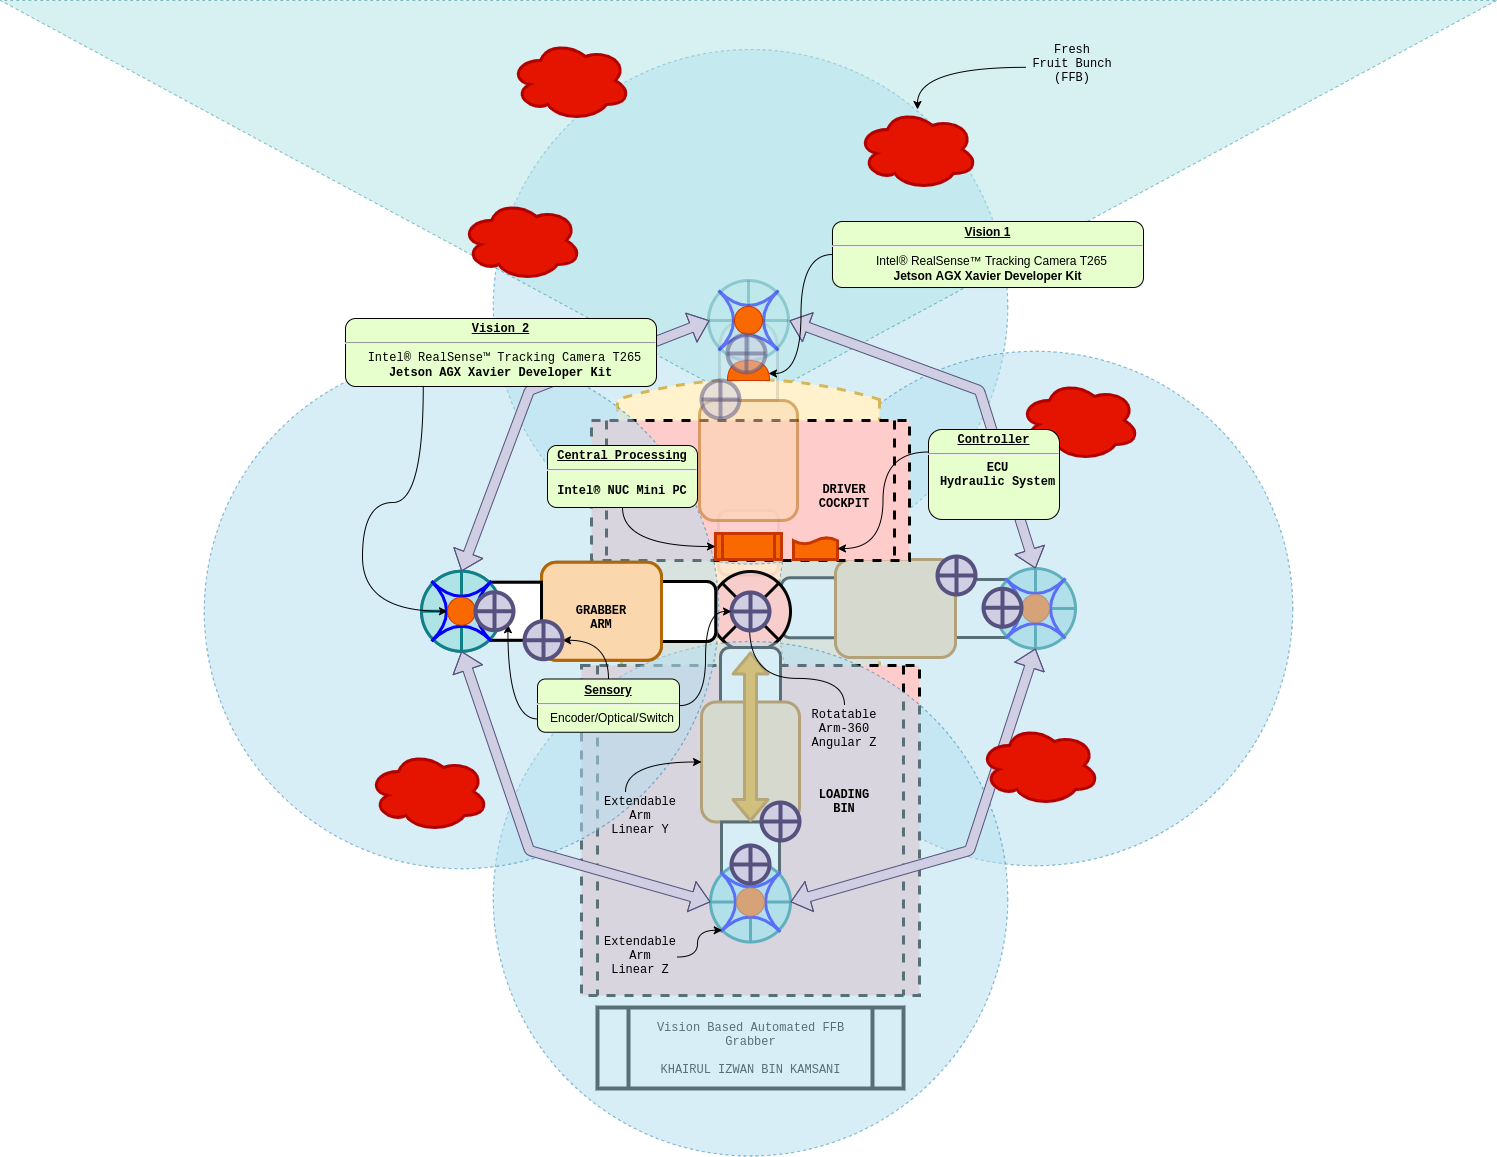 Fresh
Fruit Bunch
(FFB)
Vision 1
Intel® RealSense™ Tracking Camera T265
Jetson AGX Xavier Developer Kit
Vision 2
Intel® RealSense™ Tracking Camera T265
Jetson AGX Xavier Developer Kit
Central Processing
Intel® NUC Mini PC
DRIVER
COCKPIT
Controller
ECU
Hydraulic System
GRABBER
ARM
Sensory
Encoder/Optical/Switch
Rotatable
Arm-360
Angular Z
Extendable
Arm
Linear Y
LOADING
BIN
Extendable
Arm
Linear Z
Vision Based Automated FFB
Grabber
KHAIRUL IZWAN BIN KAMSANI